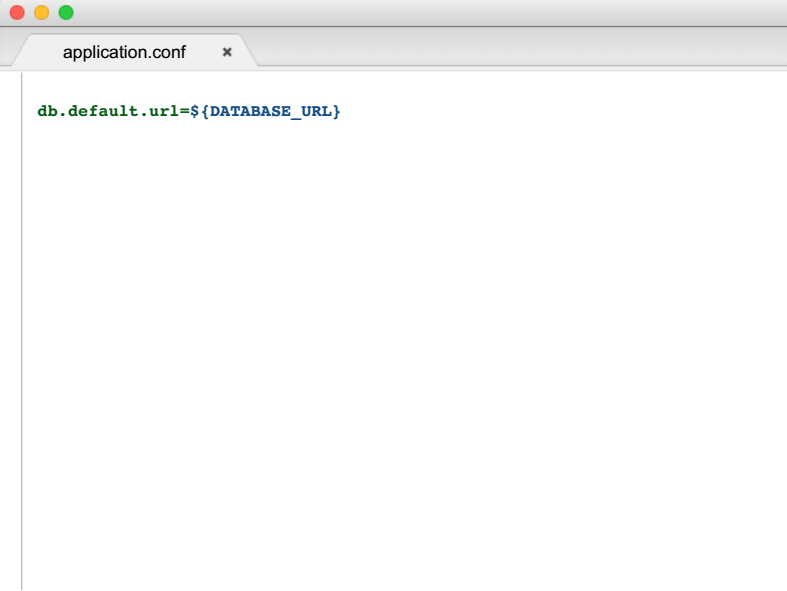 application.conf
db.default.url=${DATABASE_URL}